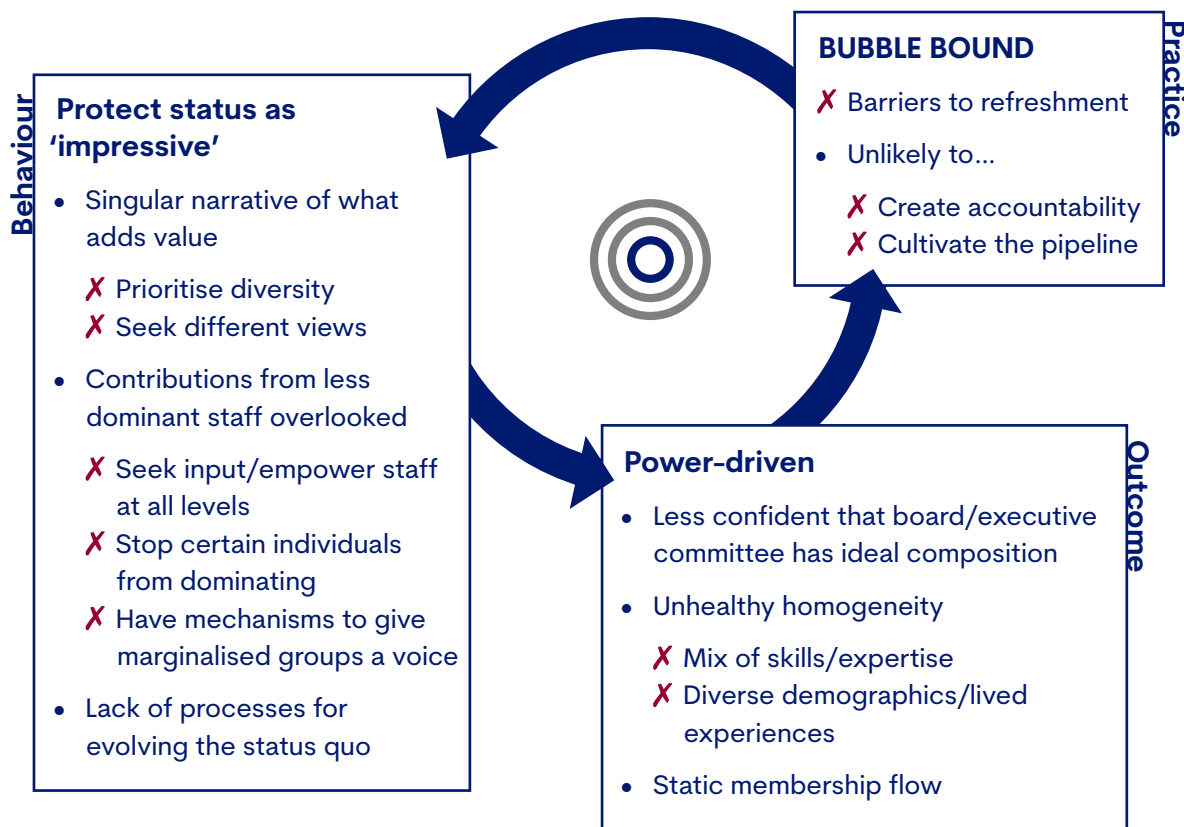 Behaviour
Protect status as
‘impressive’
• Singular narrative of what
adds value
✗ Prioritise diversity
✗ Seek different views
• Contributions from less
dominant staff overlooked
✗ Seek input/empower staff
at all levels
✗ Stop certain individuals
from dominating
✗ Have mechanisms to give
marginalised groups a voice
• Lack of processes for
evolving the status quo
Practice
BUBBLE BOUND
✗ Barriers to refreshment
• Unlikely to...
✗ Create accountability
✗ Cultivate the pipeline
Outcome
Power-driven
• Less confident that board/executive
committee has ideal composition
• Unhealthy homogeneity
✗ Mix of skills/expertise
✗ Diverse demographics/lived
experiences
• Static membership flow